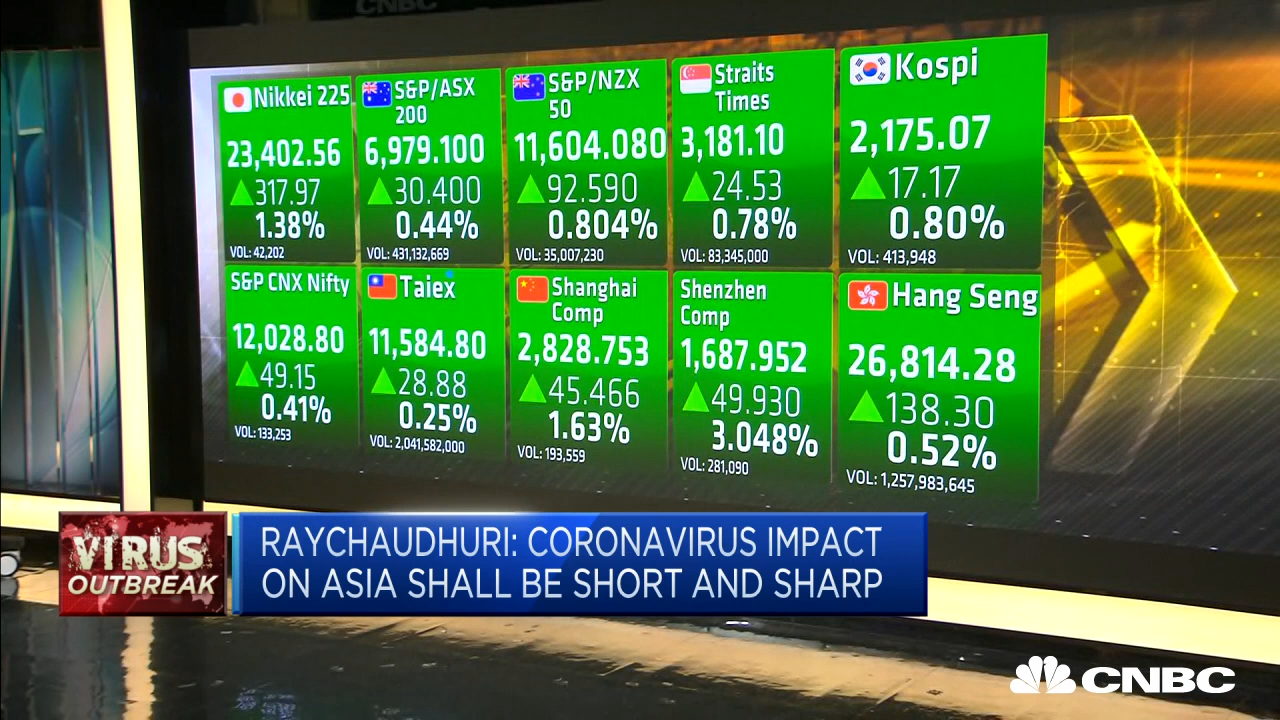 CNBC
Nikkei 225
23,402.56
317.97
1.38%
VOL: 42,202
S&P/ASX
200
6,979.100
30.400
0.44%
VOL: 431,132,669
S&P/NZX
50
11,604.080
92.590
0.804%
VOL: 35,007,230
Straits
Times
3,181.10
24.53
0.78%
VOL: 83,345,000
Kospi
2,175.07
17.17
0.80%
VOL: 413,948
S&P CNX Nifty
12,028.80
49.15
0.41%
VOL: 133,253
Taiex
11,584.80
28.88
0.25%
VOL: 2,041,582,000
Shanghai
Comp
2,828.753
45.466
1.63%
VOL: 193,559
Shenzhen
Comp
1,687.952
49.930
3.048%
VOL: 281,090
Hang Seng
26,814.28
138.30
0.52%
VOL: 1,257,983,645
VIRUS
OUTBREAK
RAYCHAUDHURI: CORONAVIRUS IMPACT
ON ASIA SHALL BE SHORT AND SHARP
CNBC